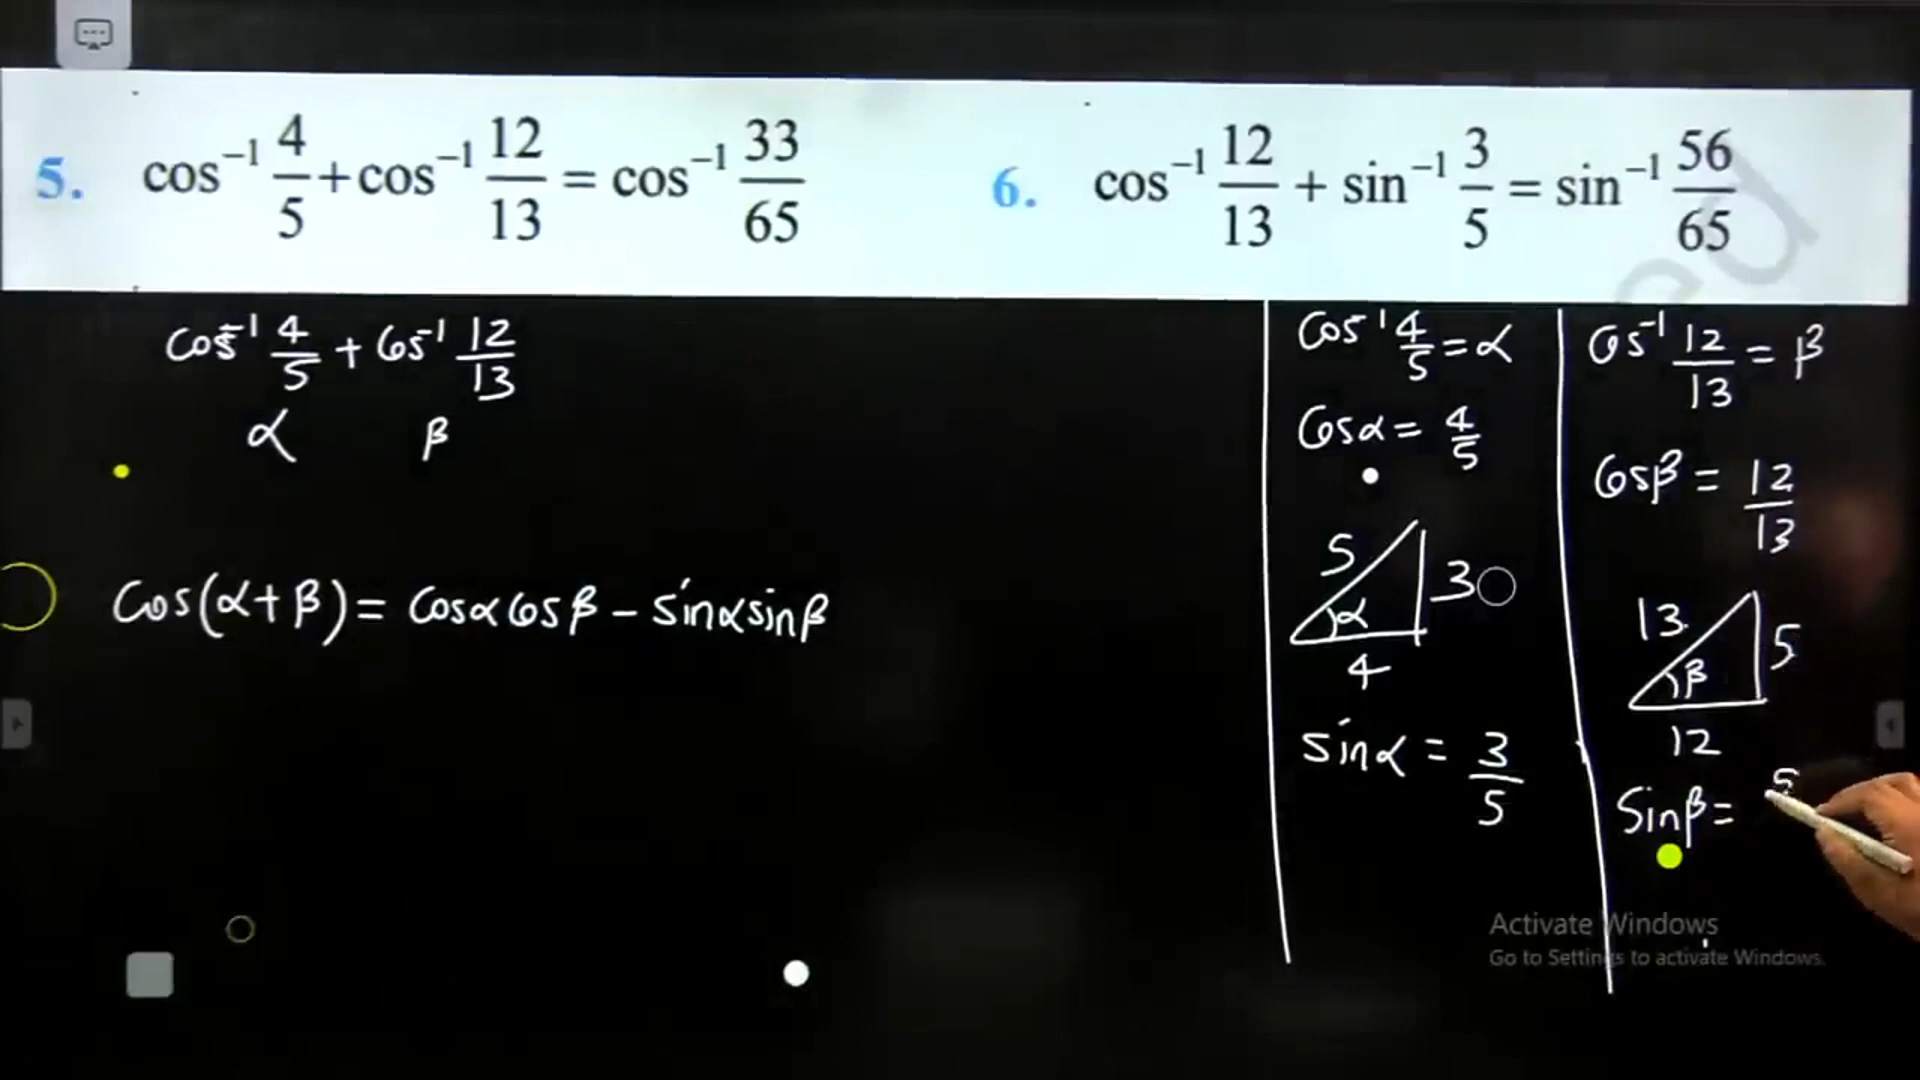 5. cos⁻¹ 4/5 + cos⁻¹ 12/13 = cos⁻¹ 33/65
6. cos⁻¹ 12/13 + sin⁻¹ 3/5 = sin⁻¹ 56/65
cos⁻¹ 4/5 + cos⁻¹ 12/13
α β
cos(α+β) = cosα cosβ − sinα sinβ
cos⁻¹ 4/5 = α
cosα = 4/5
5
3
α
4
sinα = 3/5
cos⁻¹ 12/13 = β
cosβ = 12/13
13
5
β
12
sinβ = 5
Activate Windows
Go to Settings to activate Windows.